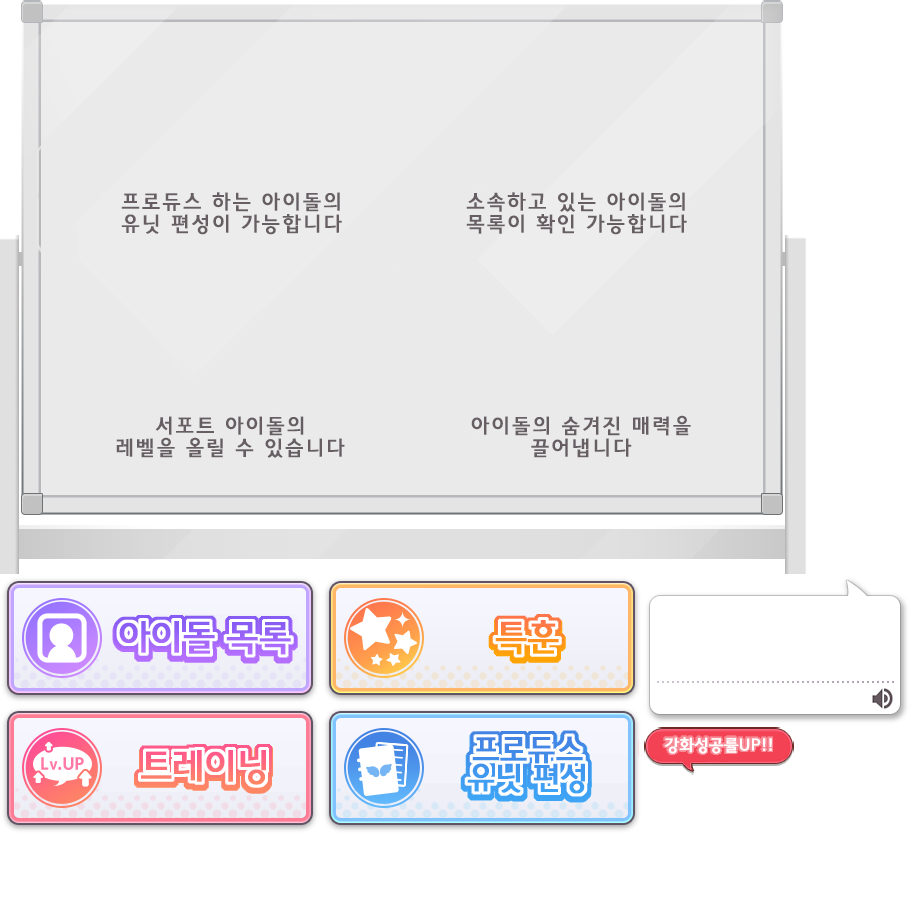 프로듀스 하는 아이돌의
유닛 편성이 가능합니다
소속하고 있는 아이돌의
목록이 확인 가능합니다
서포트 아이돌의
레벨을 올릴 수 있습니다
아이돌의 숨겨진 매력을
끌어냅니다
아이돌 목록
특훈
Lv.UP
트레이닝
프로듀스
유닛 편성
강화성공률UP!!